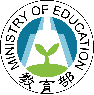 MINISTRY OF EDUCATION
教育部